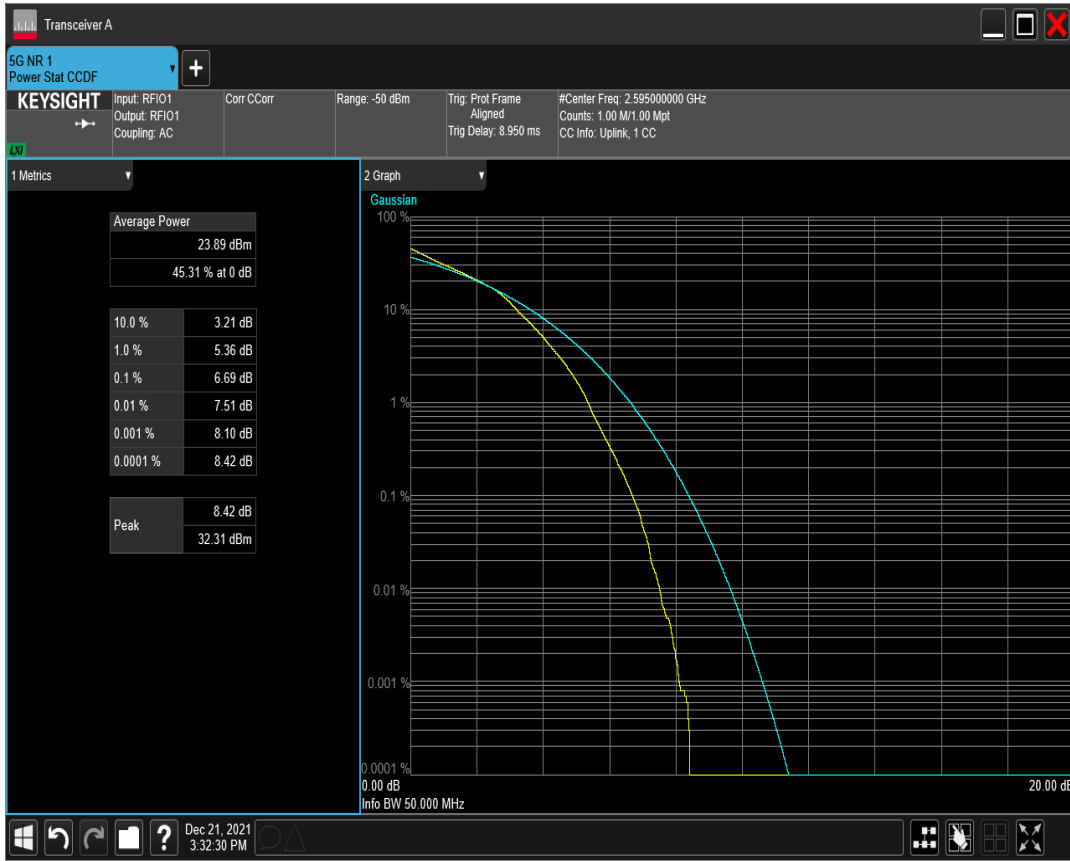 Transceiver A
5G NR 1
Power Stat CCDF
+
KEYSIGHT
LXI
Input: RFIO1
Output: RFIO1
Coupling: AC
Corr CCorr
Range: -50 dBm
Trig: Prot Frame
Aligned
Trig Delay: 8.950 ms
#Center Freq: 2.595000000 GHz
Counts: 1.00 M/1.00 Mpt
CC Info: Uplink, 1 CC
1 Metrics
Average Power
23.89 dBm
45.31 % at 0 dB
10.0 % 3.21 dB
1.0 % 5.36 dB
0.1 % 6.69 dB
0.01 % 7.51 dB
0.001 % 8.10 dB
0.0001 % 8.42 dB
Peak 8.42 dB
32.31 dBm
2 Graph
Gaussian
100 %
10 %
1 %
0.1 %
0.01 %
0.001 %
0.0001 %
0.00 dB 20.00 dB
Info BW 50.000 MHz
?
Dec 21, 2021
3:32:30 PM